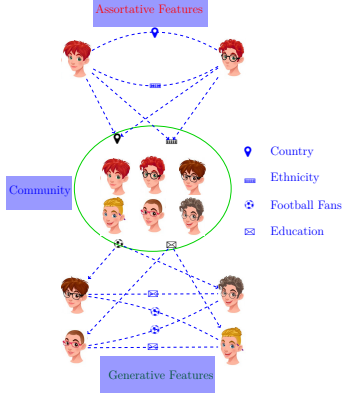 Assortative Features
Community
Country
Ethnicity
Football Fans
Education
Generative Features